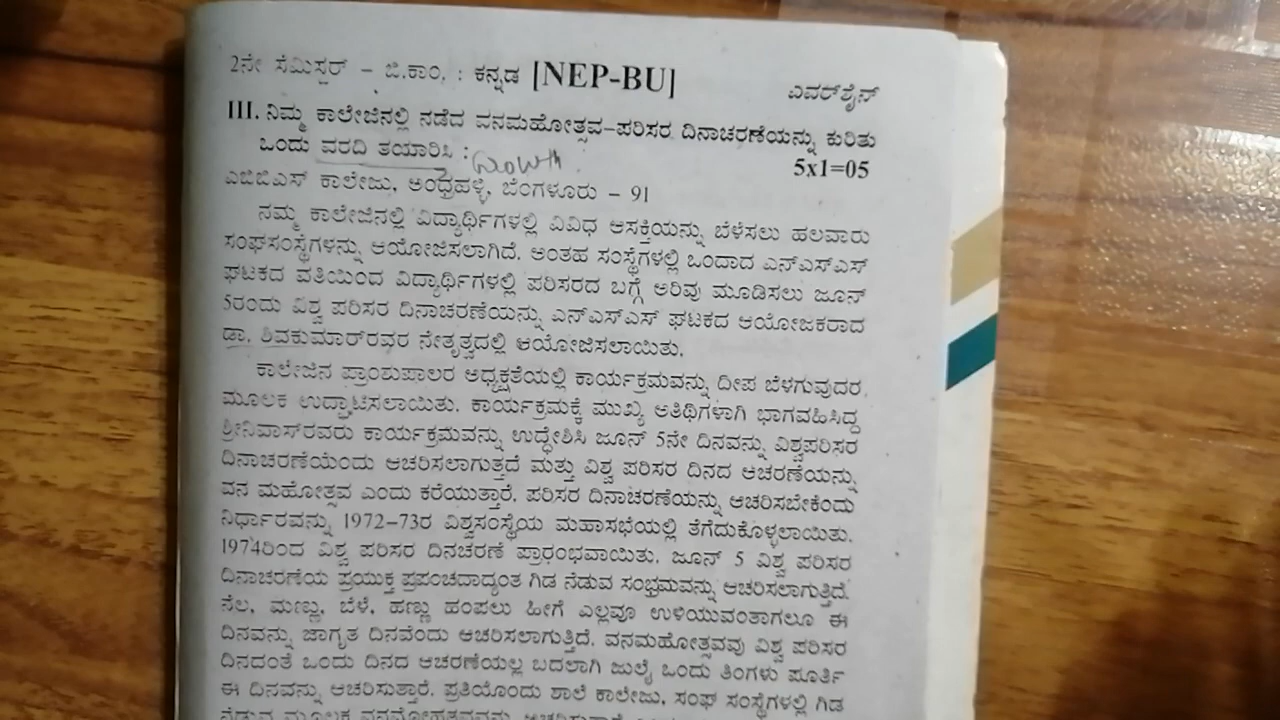 2ನೇ ಸೆಮಿಸ್ಟರ್ – ಬಿ.ಕಾಂ, : ಕನ್ನಡ [NEP-BU] ಎವರ್‌ಶೈನ್
III. ನಿಮ್ಮ ಕಾಲೇಜಿನಲ್ಲಿ ನಡೆದ ವನಮಹೋತ್ಸವ-ಪರಿಸರ ದಿನಾಚರಣೆಯನ್ನು ಕುರಿತು
ಒಂದು ವರದಿ ತಯಾರಿಸಿ : 5x1=05
ಎಬಿಬಿಎಸ್ ಕಾಲೇಜು, ಅಂಧ್ರಹಳ್ಳಿ, ಬೆಂಗಳೂರು – 91
ನಮ್ಮ ಕಾಲೇಜಿನಲ್ಲಿ ವಿದ್ಯಾರ್ಥಿಗಳಲ್ಲಿ ವಿವಿಧ ಆಸಕ್ತಿಯನ್ನು ಬೆಳೆಸಲು ಹಲವಾರು
ಸಂಘಸಂಸ್ಥೆಗಳನ್ನು ಆಯೋಜಿಸಲಾಗಿದೆ. ಅಂತಹ ಸಂಸ್ಥೆಗಳಲ್ಲಿ ಒಂದಾದ ಎನ್‌ಎಸ್‌ಎಸ್
ಘಟಕದ ವತಿಯಿಂದ ವಿದ್ಯಾರ್ಥಿಗಳಲ್ಲಿ ಪರಿಸರದ ಬಗ್ಗೆ ಅರಿವು ಮೂಡಿಸಲು ಜೂನ್
5ರಂದು ವಿಶ್ವ ಪರಿಸರ ದಿನಾಚರಣೆಯನ್ನು ಎನ್‌ಎಸ್‌ಎಸ್ ಘಟಕದ ಆಯೋಜಕರಾದ
ಡಾ. ಶಿವಕುಮಾರ್‌ರವರ ನೇತೃತ್ವದಲ್ಲಿ ಆಯೋಜಿಸಲಾಯಿತು.
ಕಾಲೇಜಿನ ಪ್ರಾಂಶುಪಾಲರ ಅಧ್ಯಕ್ಷತೆಯಲ್ಲಿ ಕಾರ್ಯಕ್ರಮವನ್ನು ದೀಪ ಬೆಳಗುವುದರ
ಮೂಲಕ ಉದ್ಘಾಟಿಸಲಾಯಿತು. ಕಾರ್ಯಕ್ರಮಕ್ಕೆ ಮುಖ್ಯ ಅತಿಥಿಗಳಾಗಿ ಭಾಗವಹಿಸಿದ್ದ
ಶ್ರೀನಿವಾಸ್‌ರವರು ಕಾರ್ಯಕ್ರಮವನ್ನು ಉದ್ದೇಶಿಸಿ ಜೂನ್ 5ನೇ ದಿನವನ್ನು ವಿಶ್ವಪರಿಸರ
ದಿನಾಚರಣೆಯೆಂದು ಆಚರಿಸಲಾಗುತ್ತದೆ ಮತ್ತು ವಿಶ್ವ ಪರಿಸರ ದಿನದ ಆಚರಣೆಯನ್ನು
ವನ ಮಹೋತ್ಸವ ಎಂದು ಕರೆಯುತ್ತಾರೆ. ಪರಿಸರ ದಿನಾಚರಣೆಯನ್ನು ಆಚರಿಸಬೇಕೆಂದು
ನಿರ್ಧಾರವನ್ನು 1972–73ರ ವಿಶ್ವಸಂಸ್ಥೆಯ ಮಹಾಸಭೆಯಲ್ಲಿ ತೆಗೆದುಕೊಳ್ಳಲಾಯಿತು.
1974ರಿಂದ ವಿಶ್ವ ಪರಿಸರ ದಿನಚರಣೆ ಪ್ರಾರಂಭವಾಯಿತು. ಜೂನ್ 5 ವಿಶ್ವ ಪರಿಸರ
ದಿನಾಚರಣೆಯ ಪ್ರಯುಕ್ತ ಪ್ರಪಂಚದಾದ್ಯಂತ ಗಿಡ ನೆಡುವ ಸಂಭ್ರಮವನ್ನು ಆಚರಿಸಲಾಗುತ್ತಿದೆ.
ನೆಲ, ಮಣ್ಣು, ಬೆಳೆ, ಹಣ್ಣು ಹಂಪಲು ಹೀಗೆ ಎಲ್ಲವೂ ಉಳಿಯುವಂತಾಗಲೂ ಈ
ದಿನವನ್ನು ಜಾಗೃತ ದಿನವೆಂದು ಆಚರಿಸಲಾಗುತ್ತಿದೆ. ವನಮಹೋತ್ಸವವು ವಿಶ್ವ ಪರಿಸರ
ದಿನದಂತೆ ಒಂದು ದಿನದ ಆಚರಣೆಯಲ್ಲ ಬದಲಾಗಿ ಜುಲೈ ಒಂದು ತಿಂಗಳು ಪೂರ್ತಿ
ಈ ದಿನವನ್ನು ಆಚರಿಸುತ್ತಾರೆ. ಪ್ರತಿಯೊಂದು ಶಾಲೆ ಕಾಲೇಜು, ಸಂಘ ಸಂಸ್ಥೆಗಳಲ್ಲಿ ಗಿಡ
ನೆಡುವ ಮೂಲಕ